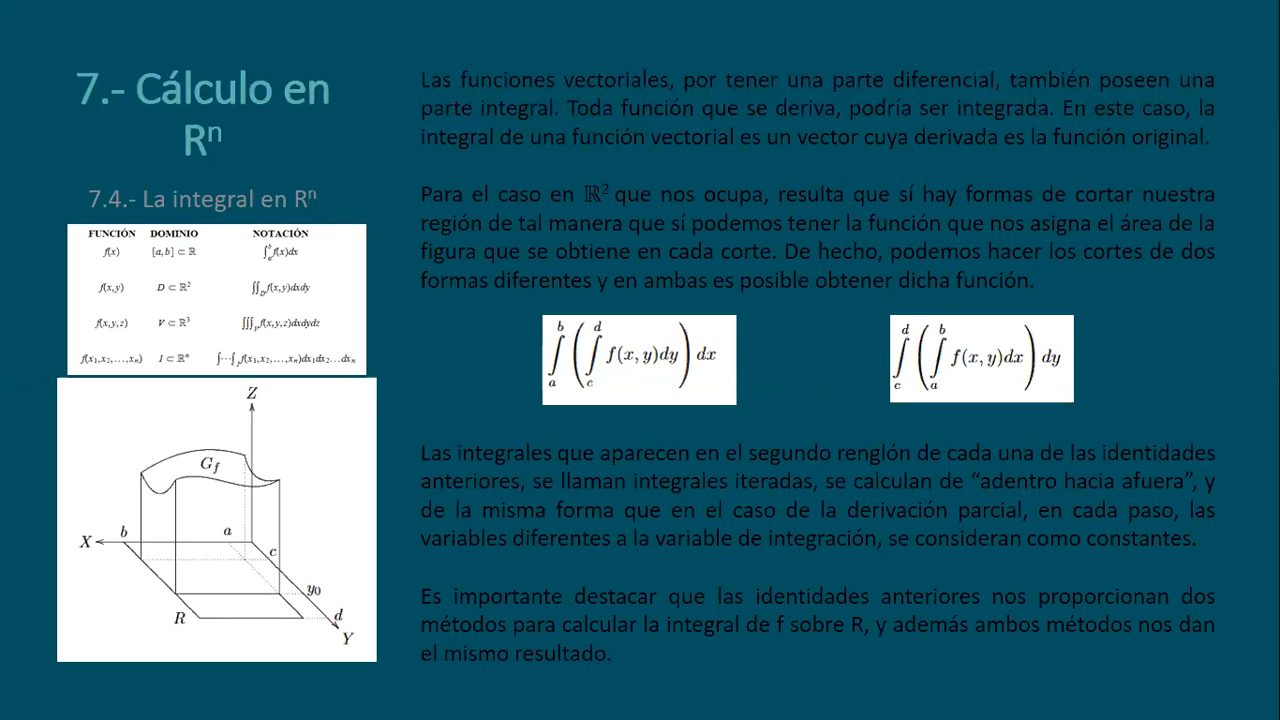 7.- Cálculo en
Rⁿ
7.4.- La integral en Rⁿ
FUNCIÓN DOMINIO NOTACIÓN
f(x) [a,b] ⊂ ℝ ∫ₐᵇ f(x)dx
f(x,y) D ⊂ ℝ² ∬_D f(x,y)dxdy
f(x,y,z) V ⊂ ℝ³ ∭_V f(x,y,z)dxdydz
f(x₁,x₂,…,xₙ) I ⊂ ℝⁿ ∫⋯∫_I f(x₁,x₂,…,xₙ)dx₁dx₂…dxₙ
Z
G_f
X
b
a
c
y₀
R
d
Y
Las funciones vectoriales, por tener una parte diferencial, también poseen una
parte integral. Toda función que se deriva, podría ser integrada. En este caso, la
integral de una función vectorial es un vector cuya derivada es la función original.
Para el caso en ℝ² que nos ocupa, resulta que sí hay formas de cortar nuestra
región de tal manera que sí podemos tener la función que nos asigna el área de la
figura que se obtiene en cada corte. De hecho, podemos hacer los cortes de dos
formas diferentes y en ambas es posible obtener dicha función.
∫ₐᵇ (∫_c^d f(x, y)dy) dx
∫_c^d (∫ₐᵇ f(x, y)dx) dy
Las integrales que aparecen en el segundo renglón de cada una de las identidades
anteriores, se llaman integrales iteradas, se calculan de “adentro hacia afuera”, y
de la misma forma que en el caso de la derivación parcial, en cada paso, las
variables diferentes a la variable de integración, se consideran como constantes.
Es importante destacar que las identidades anteriores nos proporcionan dos
métodos para calcular la integral de f sobre R, y además ambos métodos nos dan
el mismo resultado.